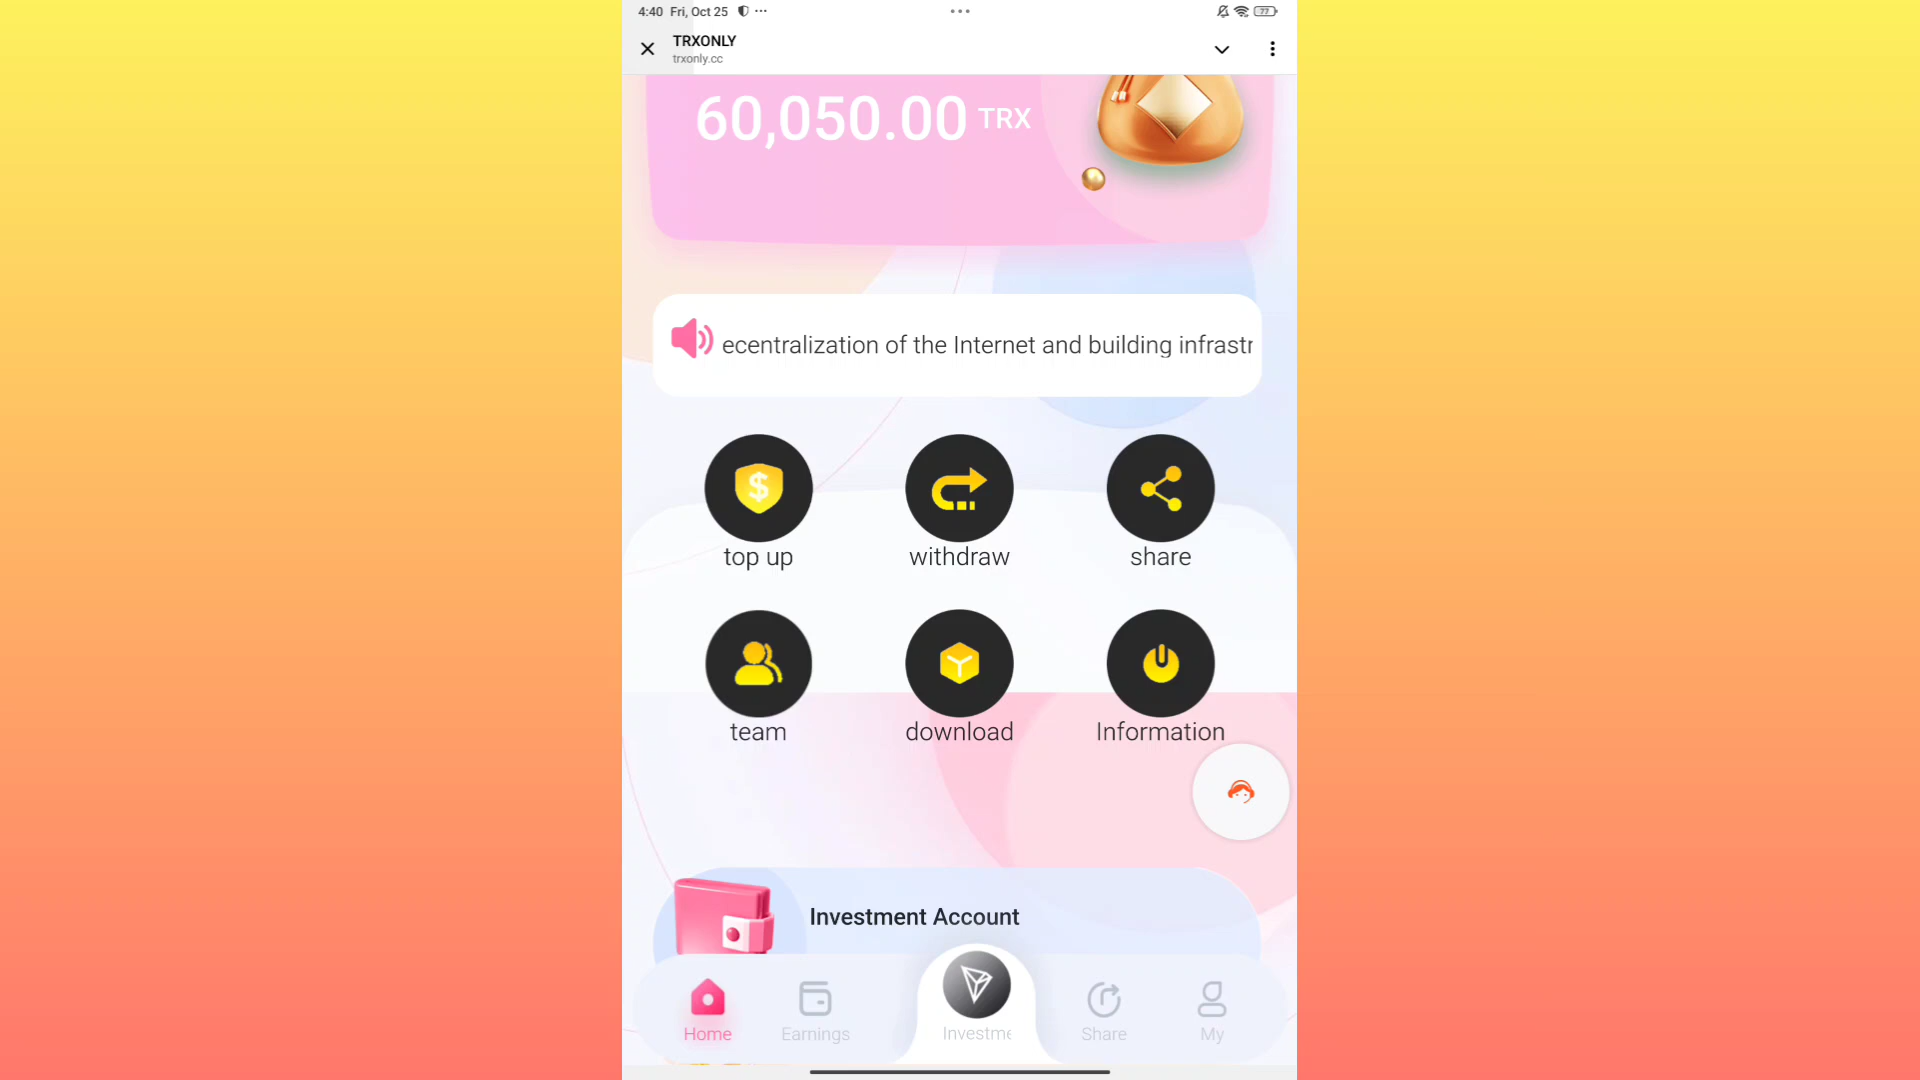 4:40 Fri, Oct 25
77
TRXONLY
trxonly.cc
60,050.00 TRX
ecentralization of the Internet and building infrastr
top up
withdraw
share
team
download
Information
Investment Account
Home
Earnings
Investme
Share
My